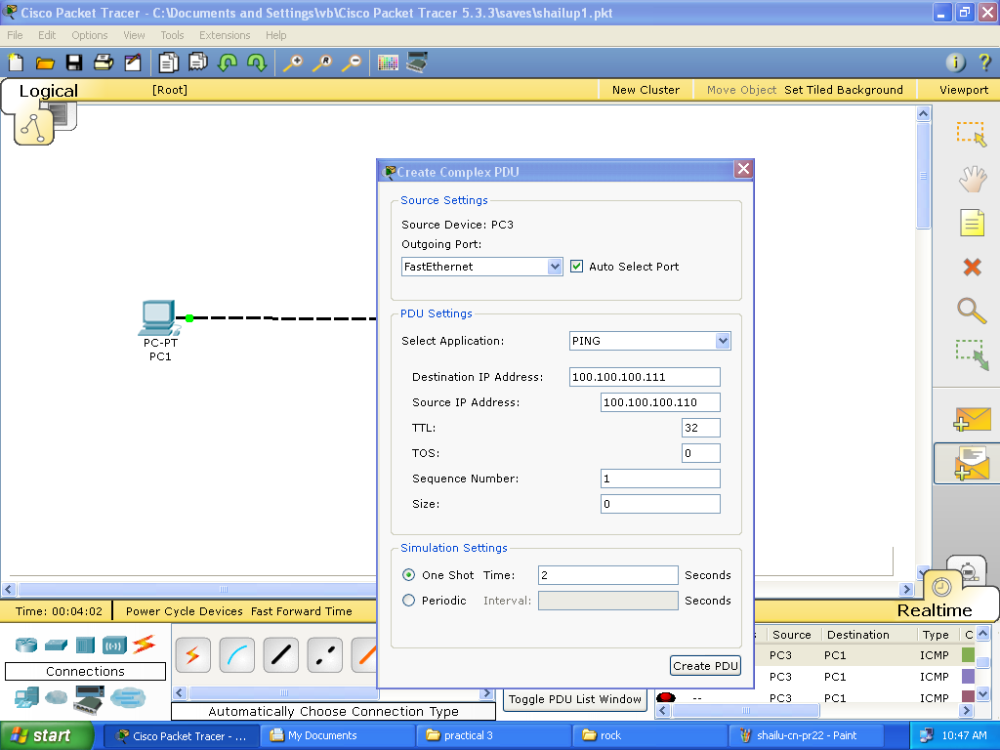 Cisco Packet Tracer - C:\Documents and Settings\vb\Cisco Packet Tracer 5.3.3\saves\shailup1.pkt
File Edit Options View Tools Extensions Help
Logical [Root] New Cluster Move Object Set Tiled Background Viewport
Create Complex PDU
Source Settings
Source Device: PC3
Outgoing Port:
FastEthernet Auto Select Port
PC-PT
PC1
PDU Settings
Select Application: PING
Destination IP Address: 100.100.100.111
Source IP Address: 100.100.100.110
TTL: 32
TOS: 0
Sequence Number: 1
Size: 0
Simulation Settings
One Shot Time: 2 Seconds
Periodic Interval: Seconds
Create PDU
Time: 00:04:02 Power Cycle Devices Fast Forward Time Realtime
Connections
Automatically Choose Connection Type
Toggle PDU List Window
s Source Destination Type C
PC3 PC1 ICMP
PC3 PC1 ICMP
-- PC3 PC1 ICMP
start Cisco Packet Tracer - ... My Documents practical 3 rock shailu-cn-pr22 - Paint 10:47 AM